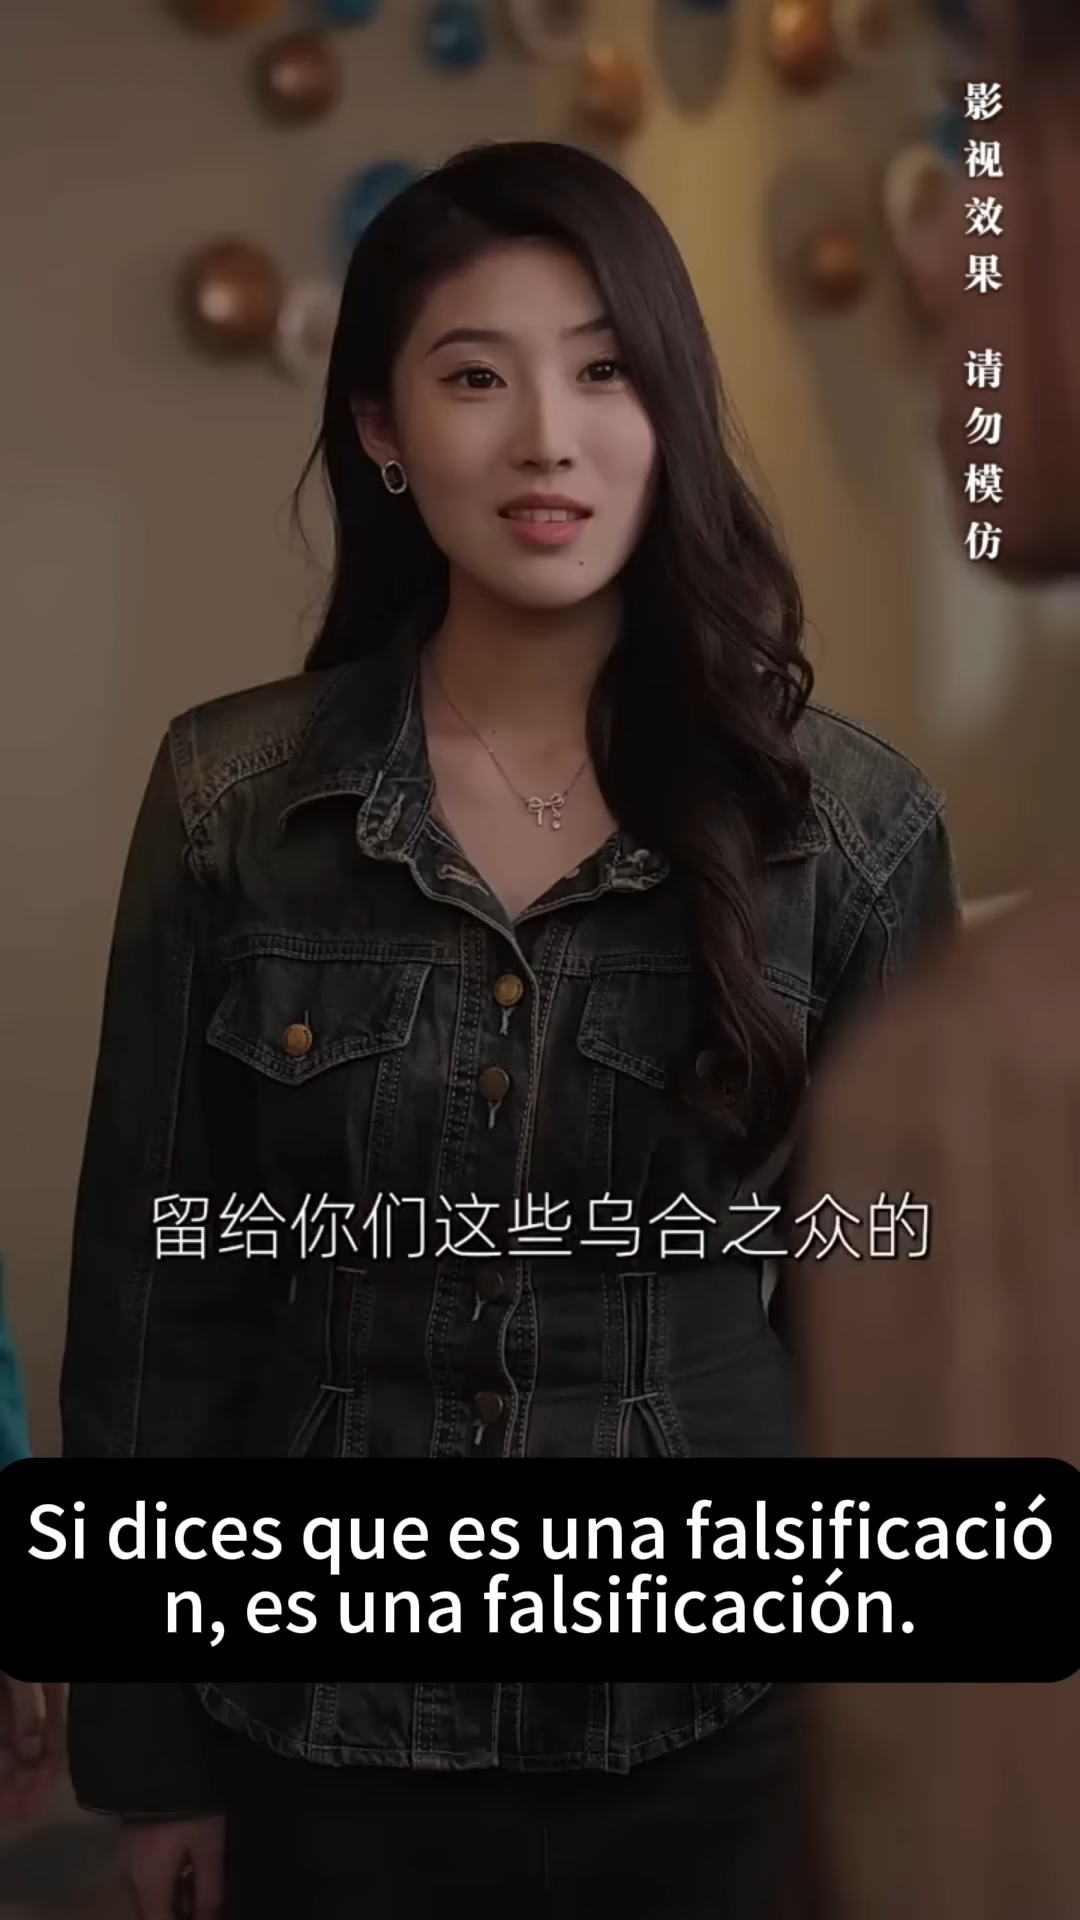 影视效果 请勿模仿
留给你们这些乌合之众的
Si dices que es una falsificació
n, es una falsificación.